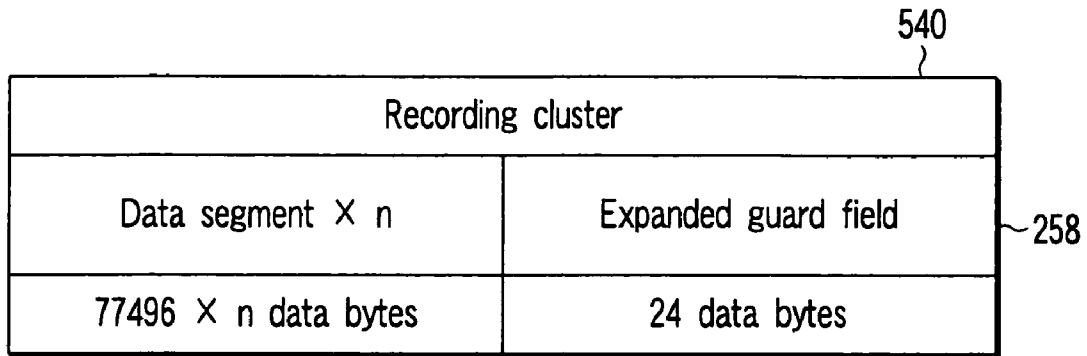 540
Recording cluster
Data segment × n
Expanded guard field
258
77496 × n data bytes
24 data bytes